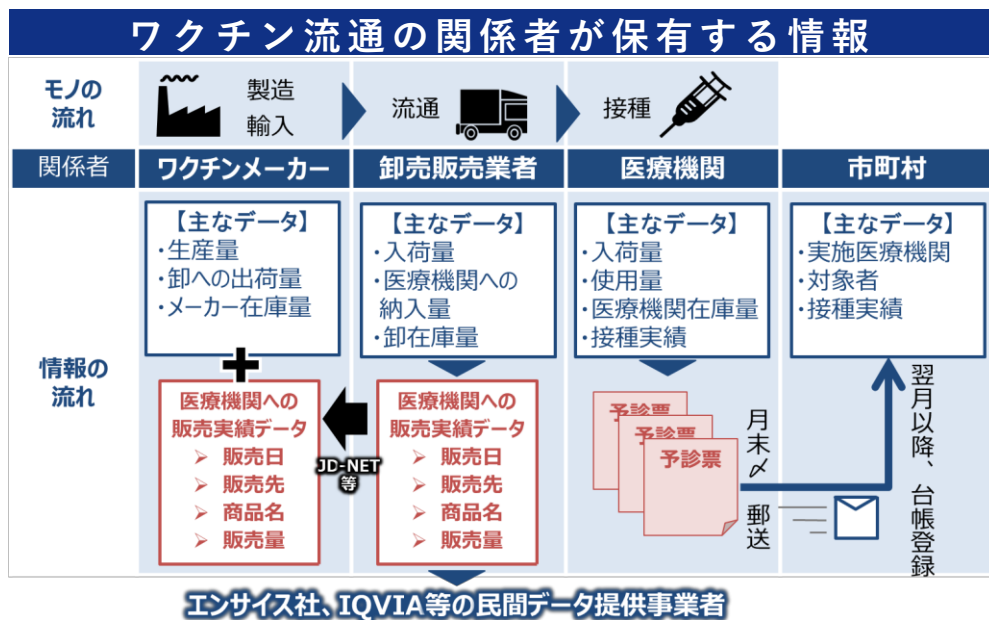 ワクチン流通の関係者が保有する情報
モノの
流れ
製造
輸入
流通
接種
関係者
ワクチンメーカー
卸売販売業者
医療機関
市町村
情報の
流れ
【主なデータ】
・生産量
・卸への出荷量
・メーカー在庫量
【主なデータ】
・入荷量
・医療機関への
納入量
・卸在庫量
【主なデータ】
・入荷量
・使用量
・医療機関在庫量
・接種実績
【主なデータ】
・実施医療機関
・対象者
・接種実績
医療機関への
販売実績データ
➢ 販売日
➢ 販売先
➢ 商品名
➢ 販売量
JD-NET
等
医療機関への
販売実績データ
➢ 販売日
➢ 販売先
➢ 商品名
➢ 販売量
予診票
予診票
予診票
月末〆
郵送
翌月以降、台帳登録
エンサイス社、IQVIA等の民間データ提供事業者